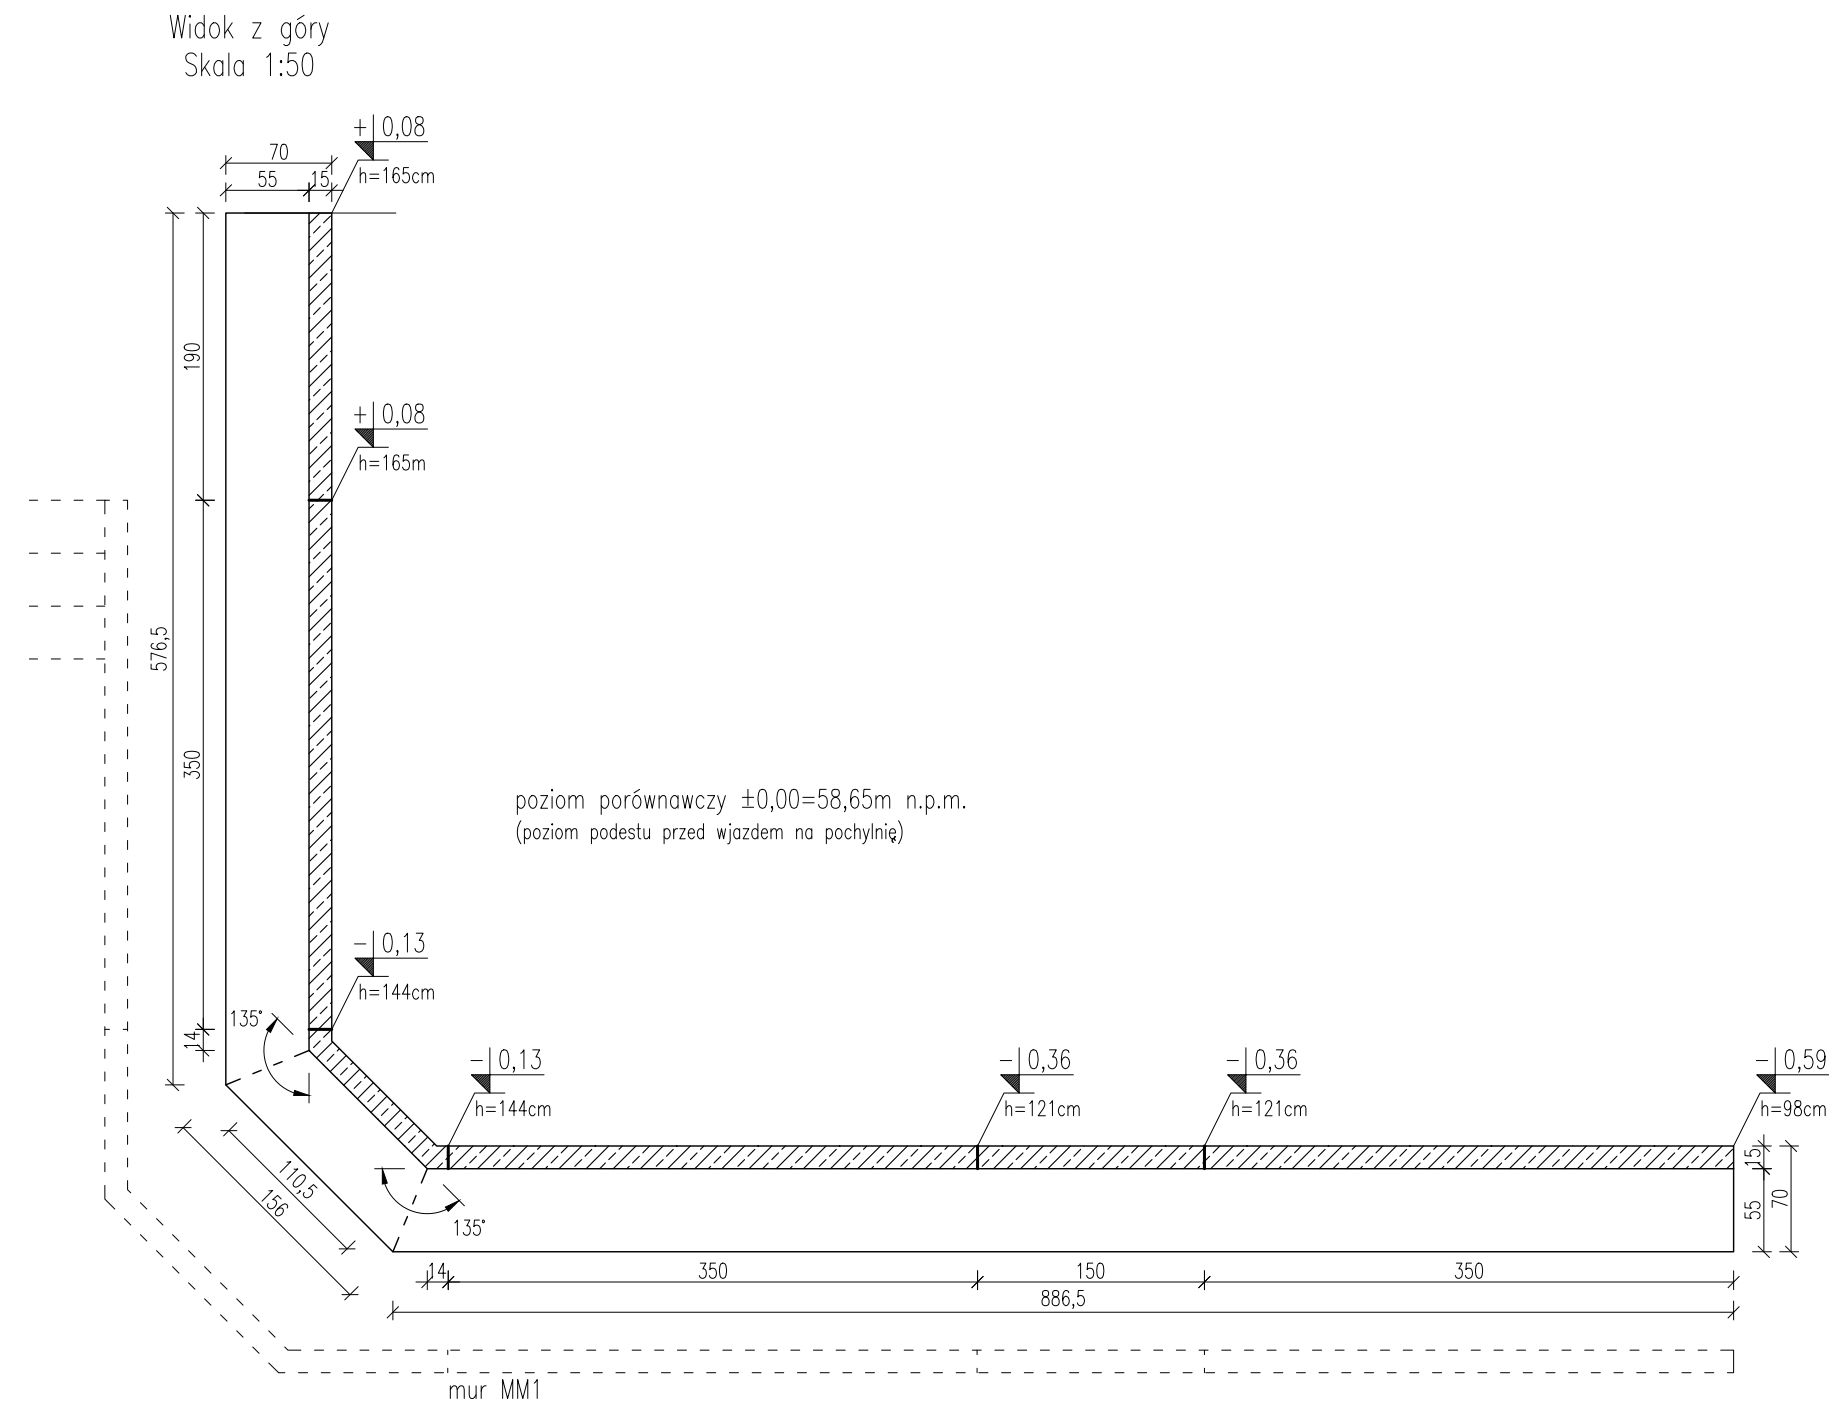 Widok z góry
Skala 1:50
+0,08
70
h=165cm
55
15
190
+0,08
h=165m
576,5
350
poziom porównawczy ±0,00=58,65m n.p.m.
(poziom podestu przed wjazdem na pochylnię)
-0,13
h=144cm
135°
14
-0,13
h=144cm
-0,36
h=121cm
-0,36
h=121cm
-0,59
h=98cm
15
55
70
110,5
156
135°
14
350
150
350
886,5
mur MM1